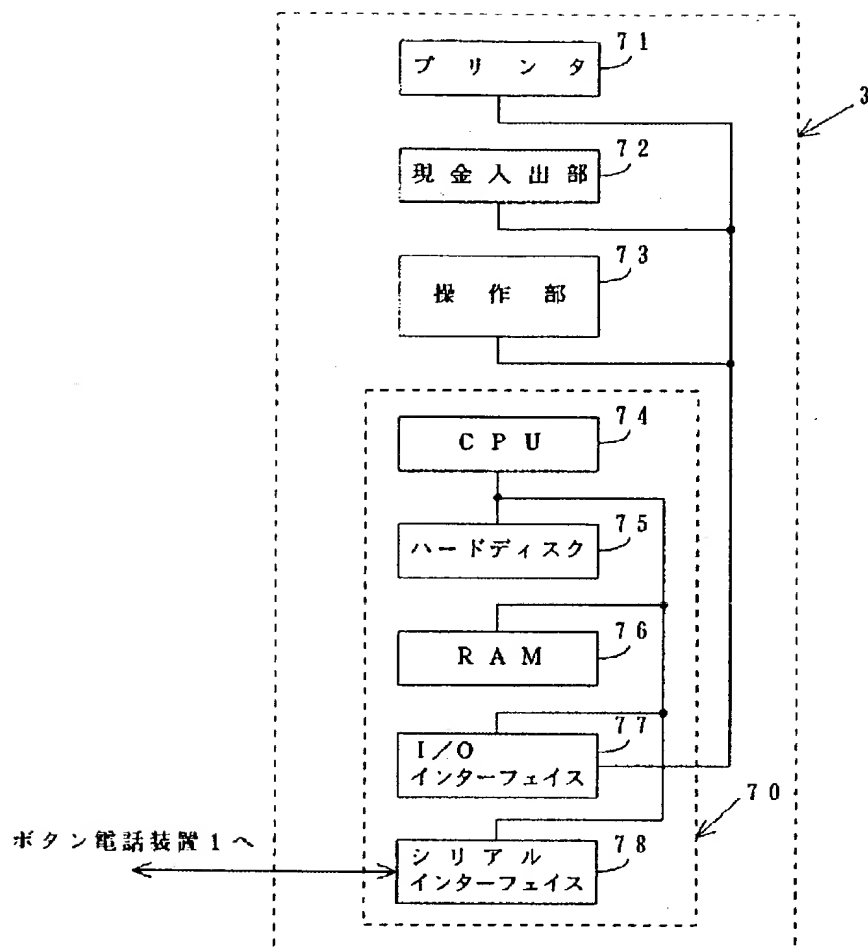 71
プリンタ
3
72
現金入出部
73
操作部
74
CPU
75
ハードディスク
76
RAM
77
I/O
インターフェイス
70
ボタン電話装置1へ
78
シリアル
インターフェイス